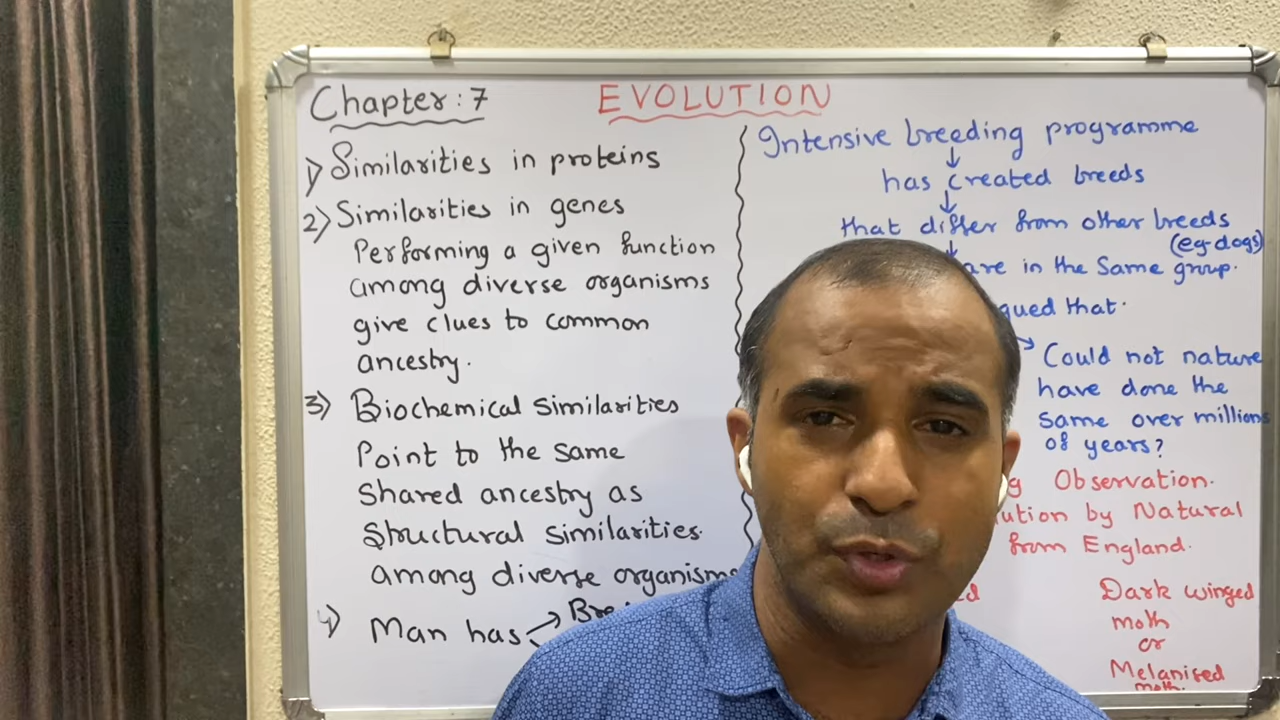 Chapter : 7
EVOLUTION
1) Similarities in proteins
2) Similarities in genes
Performing a given function
among diverse organisms
give clues to common
ancestry.
3) Biochemical similarities
Point to the same
Shared ancestry as
Structural similarities.
among diverse organisms
4) Man has
Intensive breeding programme
has created breeds
that differ from other breeds
(eg-dogs)
are in the Same group.
that.
Could not nature
have done the
same over millions
of years?
Observation.
by Natural
from England.
Dark winged
moth
or
Melanised
moth.